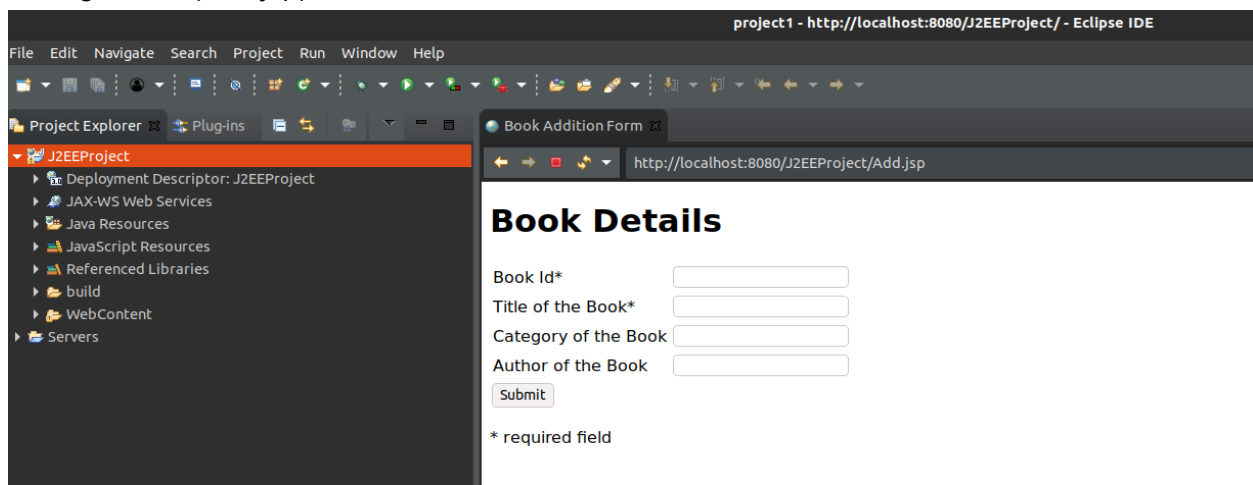 project1 - http://localhost:8080/J2EEProject/ - Eclipse IDE
File Edit Navigate Search Project Run Window Help
Project Explorer Plug-ins
J2EEProject
Deployment Descriptor: J2EEProject
JAX-WS Web Services
Java Resources
JavaScript Resources
Referenced Libraries
build
WebContent
Servers
Book Addition Form
http://localhost:8080/J2EEProject/Add.jsp
Book Details
Book Id*
Title of the Book*
Category of the Book
Author of the Book
Submit
* required field